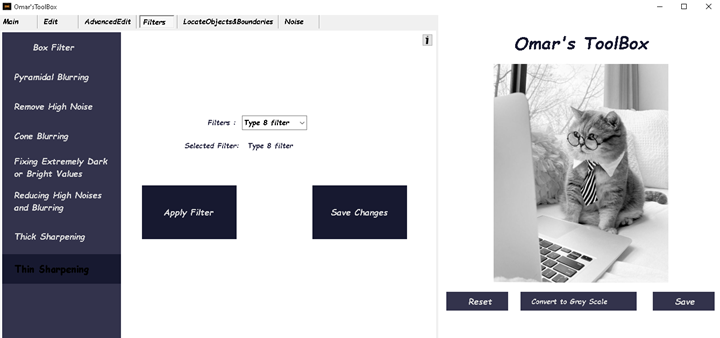 Omar'sToolBox
Main Edit AdvancedEdit Filters LocateObjects&Boundaries Noise
i
Box Filter
Pyramidal Blurring
Remove High Noise
Cone Blurring
Fixing Extremely Dark
or Bright Values
Reducing High Noises
and Blurring
Thick Sharpening
Thin Sharpening
Filters : Type 8 filter
Selected Filter: Type 8 filter
Apply Filter
Save Changes
Omar's ToolBox
Reset
Convert to Gray Scale
Save